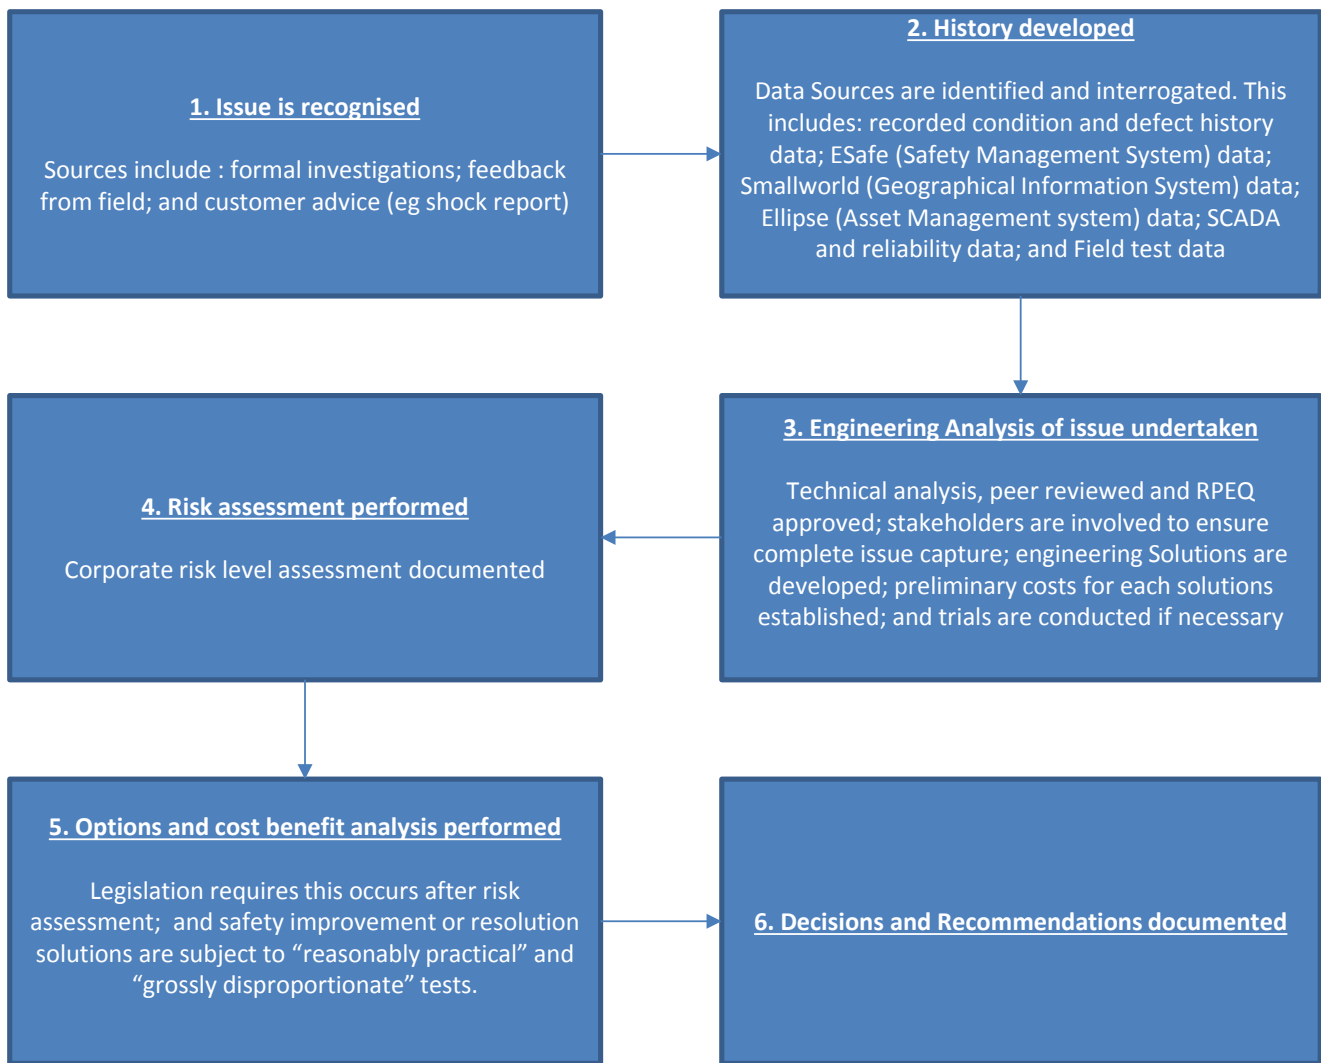 1. Issue is recognised
Sources include : formal investigations; feedback
from field; and customer advice (eg shock report)
2. History developed
Data Sources are identified and interrogated. This
includes: recorded condition and defect history
data; ESafe (Safety Management System) data;
Smallworld (Geographical Information System) data;
Ellipse (Asset Management system) data; SCADA
and reliability data; and Field test data
3. Engineering Analysis of issue undertaken
Technical analysis, peer reviewed and RPEQ
approved; stakeholders are involved to ensure
complete issue capture; engineering Solutions are
developed; preliminary costs for each solutions
established; and trials are conducted if necessary
4. Risk assessment performed
Corporate risk level assessment documented
5. Options and cost benefit analysis performed
Legislation requires this occurs after risk
assessment;  and safety improvement or resolution
solutions are subject to “reasonably practical” and
“grossly disproportionate” tests.
6. Decisions and Recommendations documented